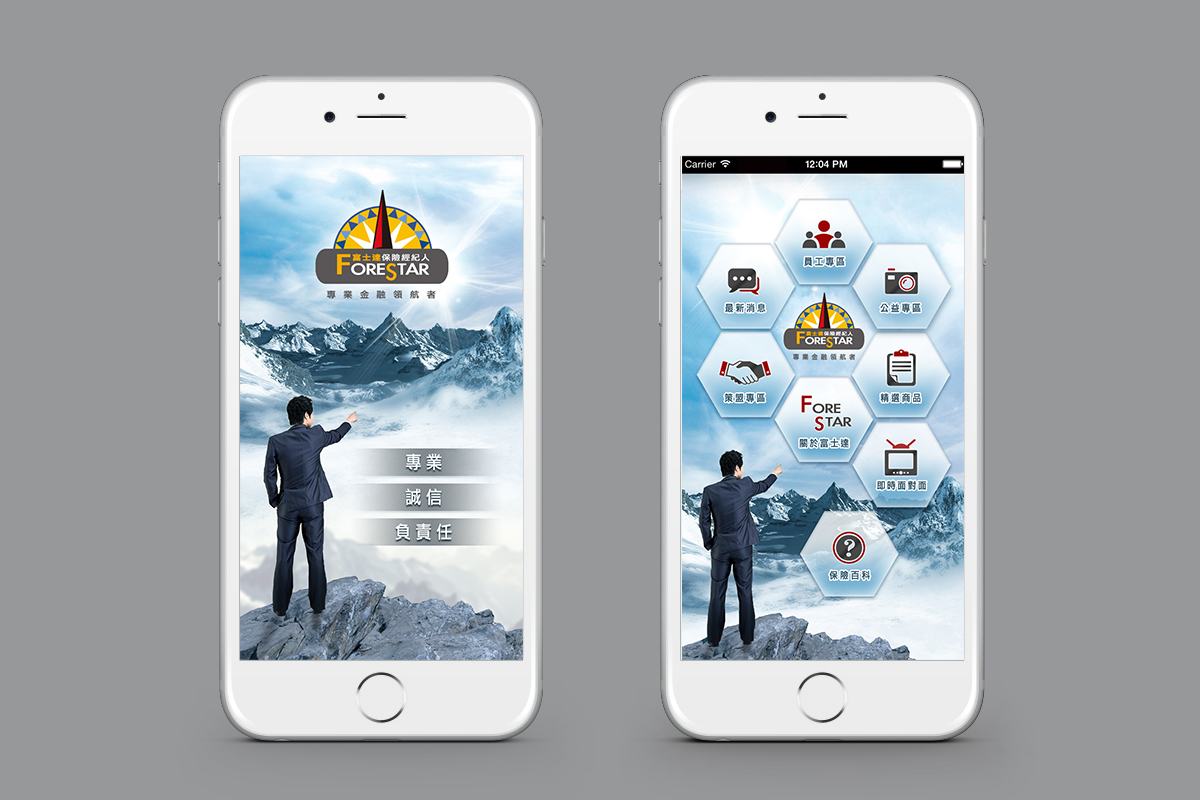 富士達保險經紀人
FORESTAR
專業金融領航者
專業
誠信
負責任
Carrier
12:04 PM
員工專區
最新消息
公益專區
富士達保險經紀人
FORESTAR
專業金融領航者
策盟專區
精選商品
FORE
STAR
關於富士達
即時面對面
?
保險百科